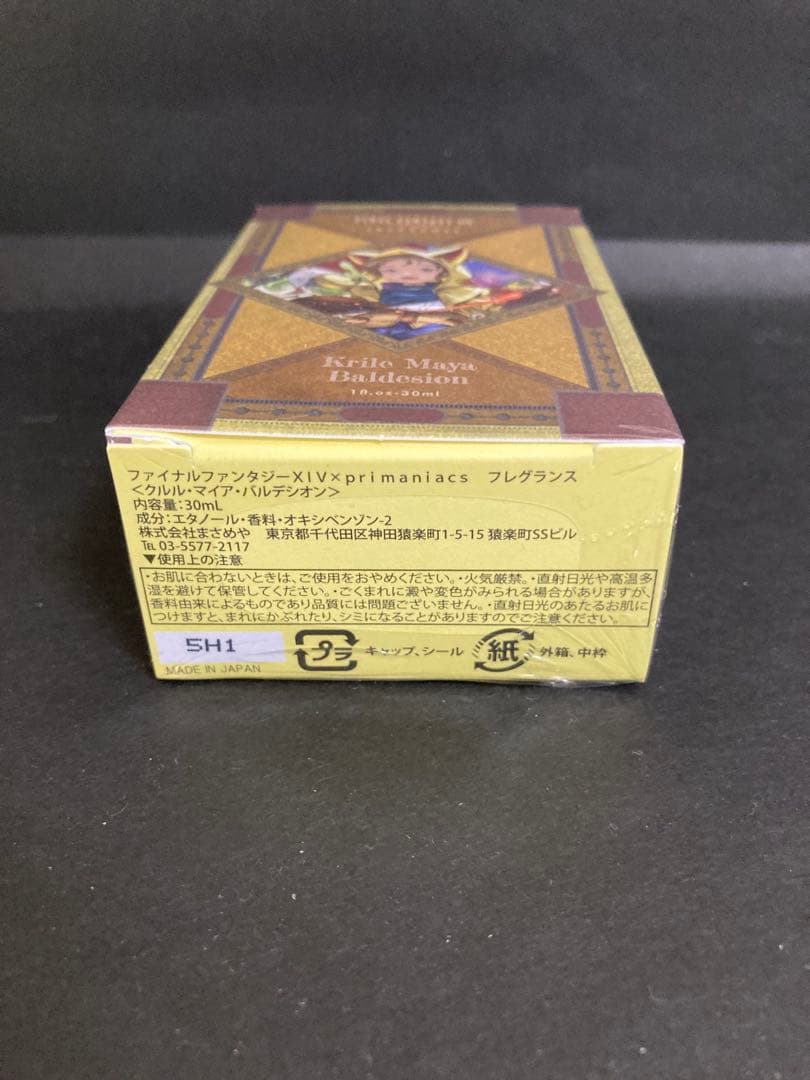 Krile Maya
Baldesion
1fl.oz-30ml
ファイナルファンタジーXIV×primaniacs フレグランス
＜クルル・マイア・バルデシオン＞
内容量：30mL
成分：エタノール・香料・オキシベンゾン-2
株式会社まさめや 東京都千代田区神田猿楽町1-5-15 猿楽町SSビル
℡ 03-5577-2117
▼使用上の注意
・お肌に合わないときは、ご使用をおやめください。・火気厳禁。・直射日光や高温多
湿を避けて保管してください。・ごくまれに澱や変色がみられる場合がありますが、
香料由来によるものであり品質には問題ございません。・直射日光のあたるお肌に
つけますと、まれにかぶれたり、シミになることがありますのでご注意ください。
5H1
プラ キャップ、シール 紙 外箱、中枠
MADE IN JAPAN